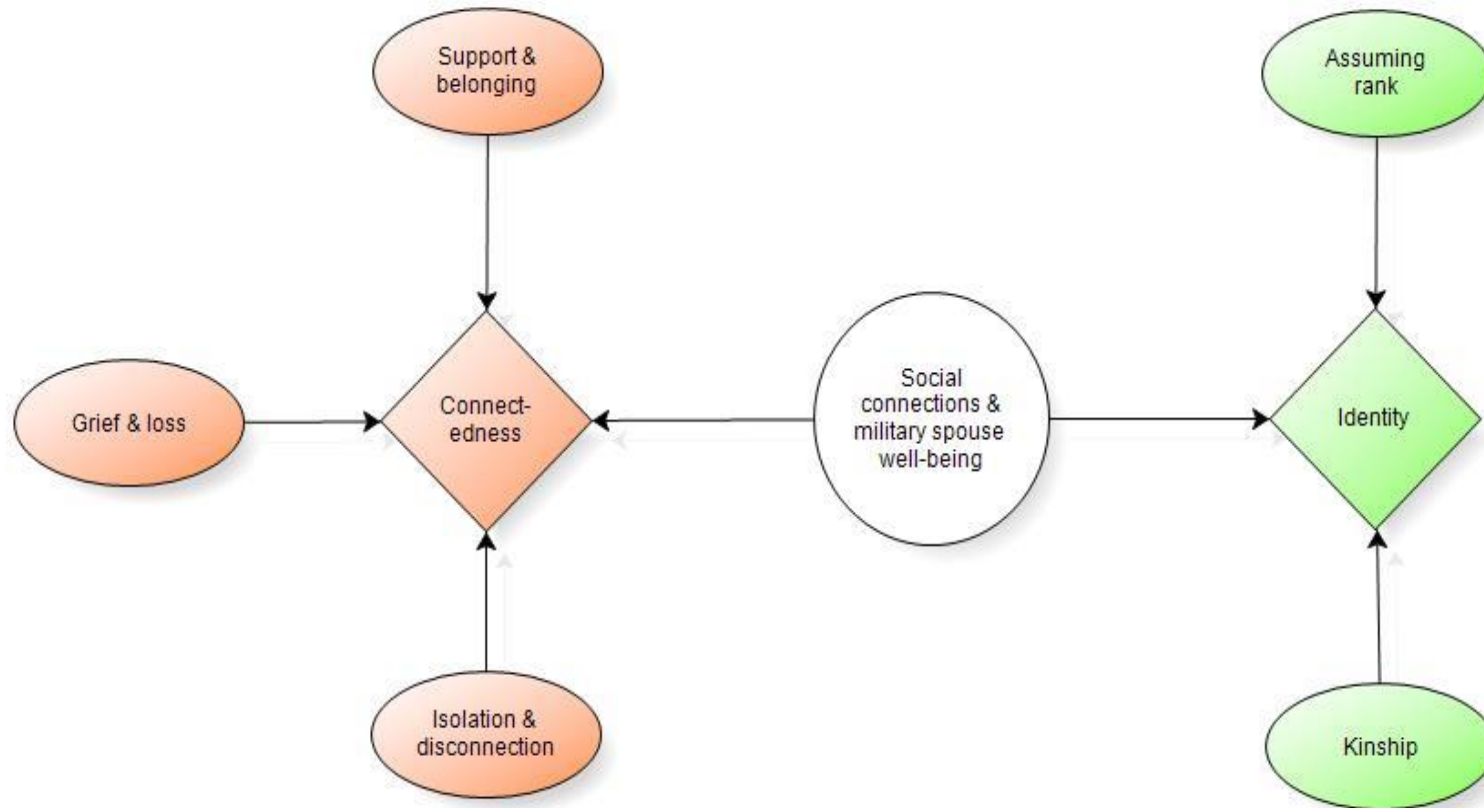 Support &
belonging
Assuming
rank
Grief & loss
Connect-
edness
Social
connections &
military spouse
well-being
Identity
Isolation &
disconnection
Kinship